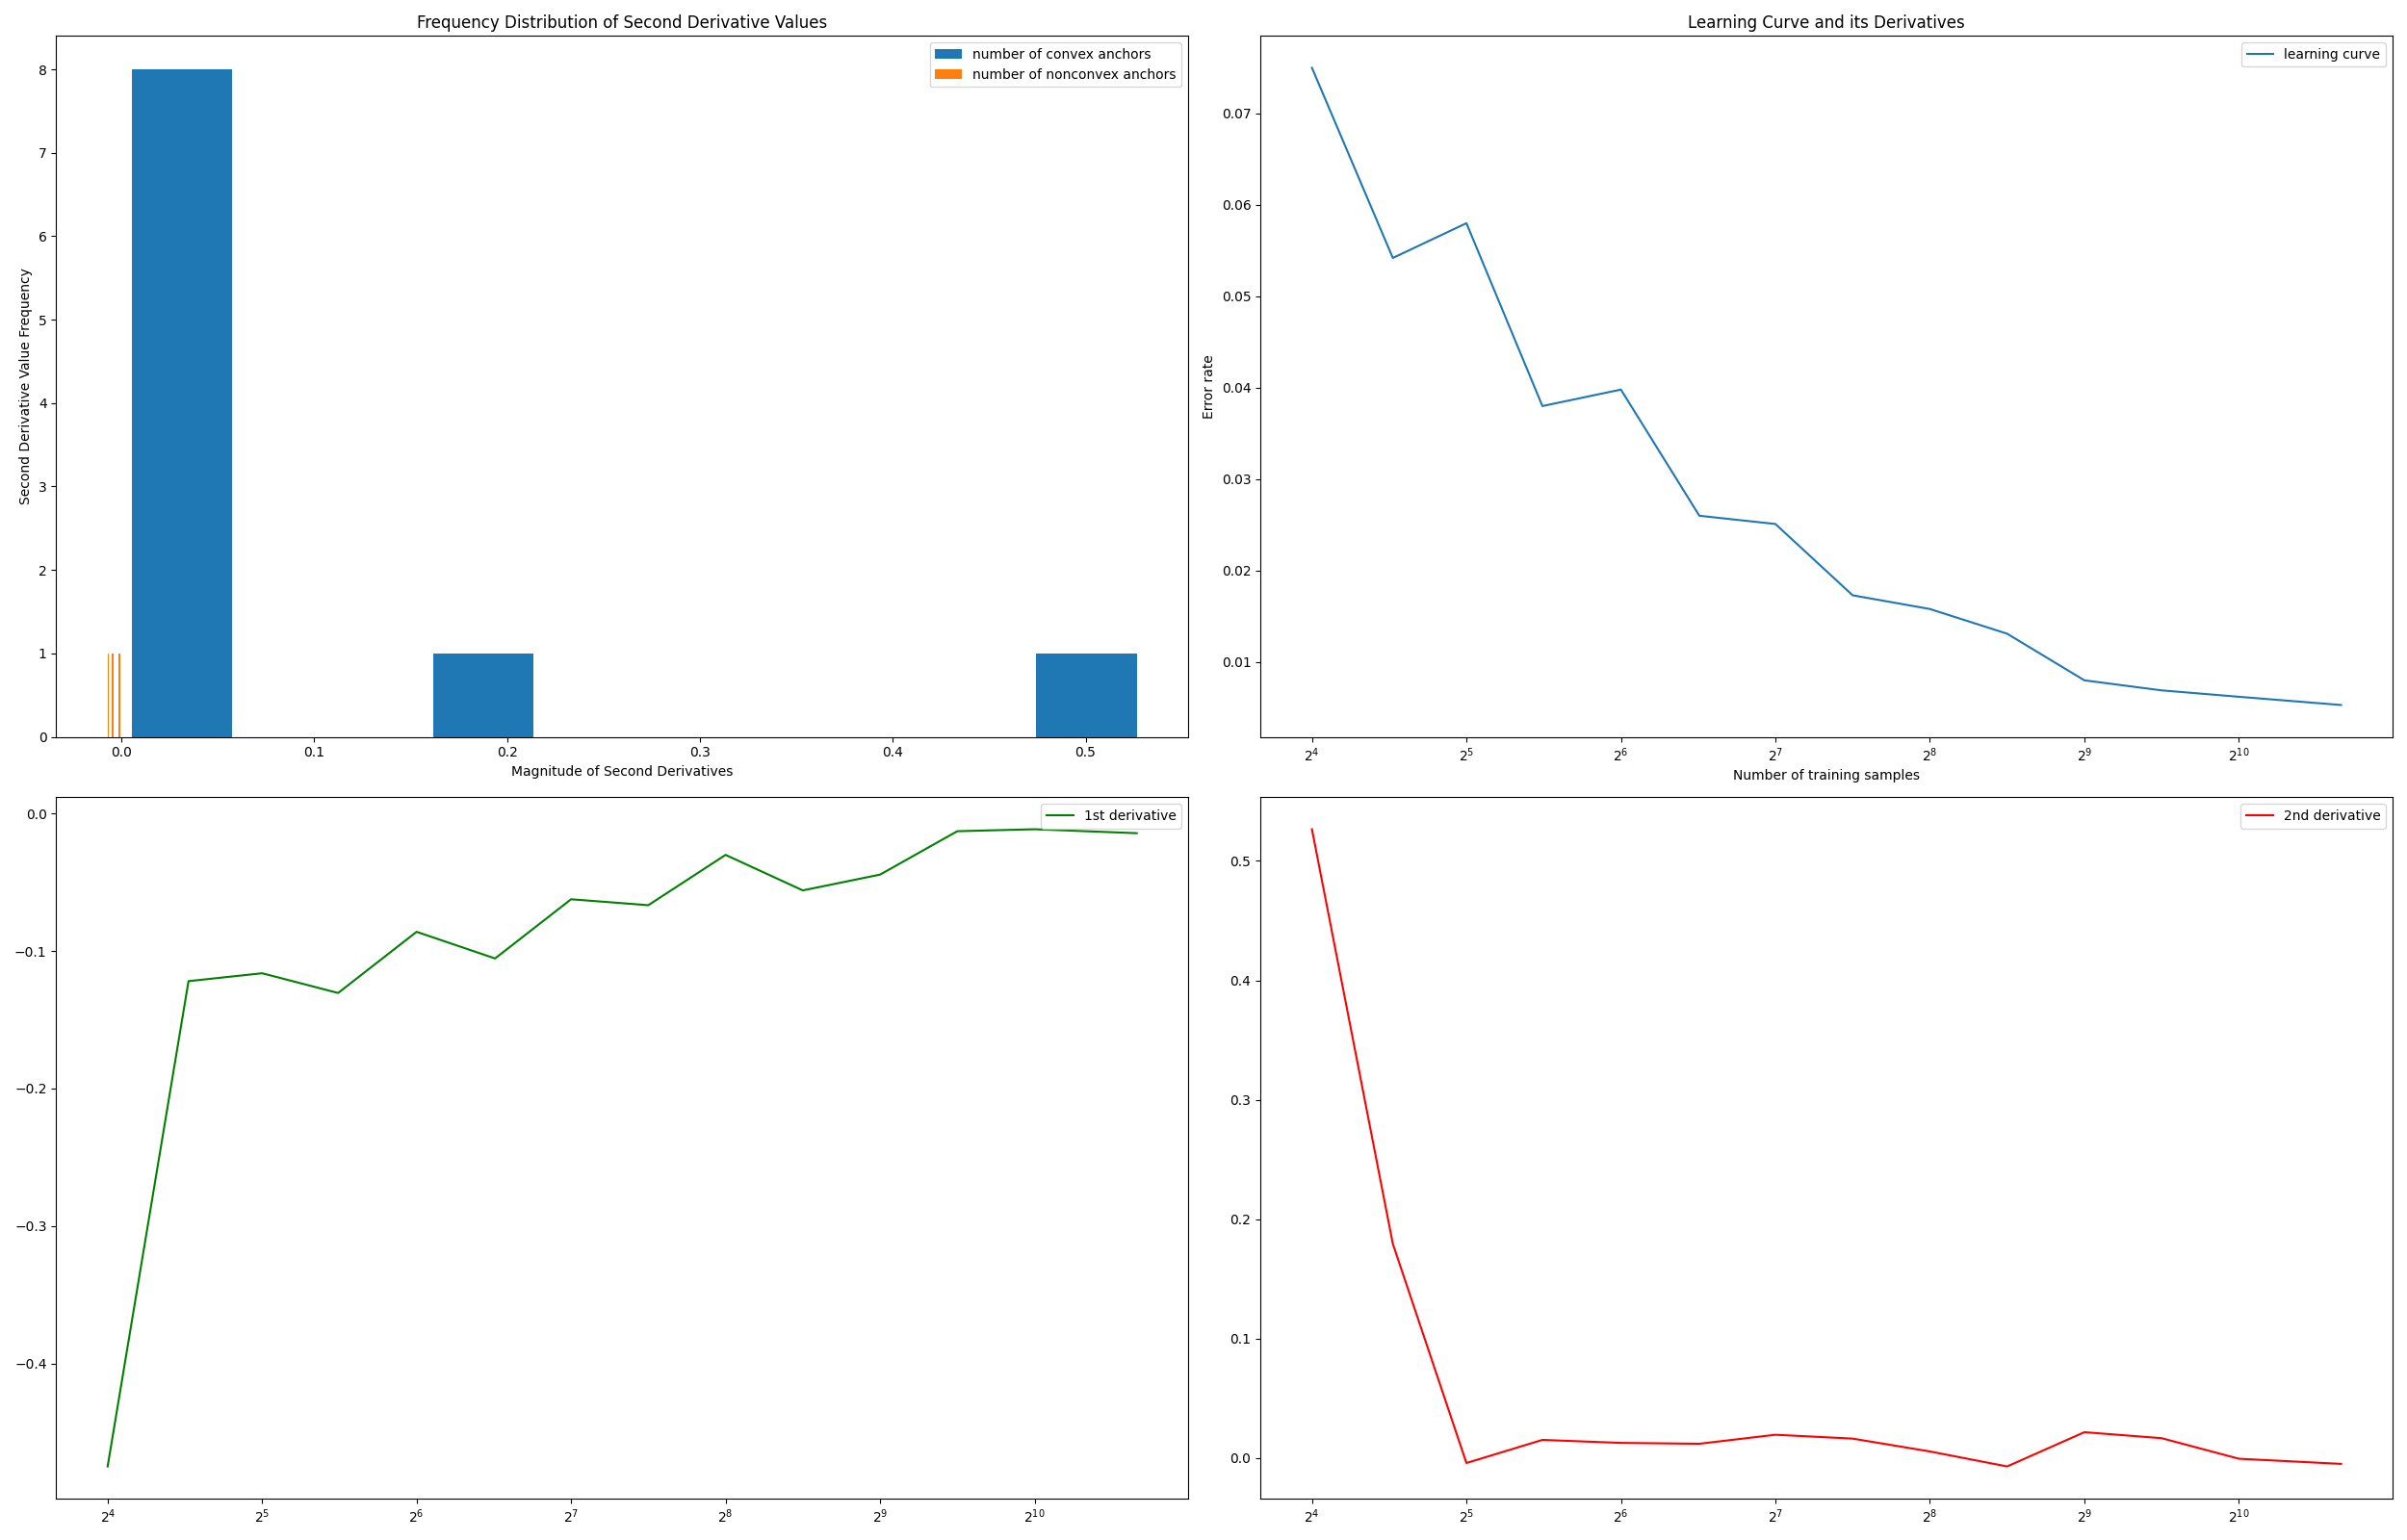 Frequency Distribution of Second Derivative Values
number of convex anchors
number of nonconvex anchors
Second Derivative Value Frequency
8
7
6
5
4
3
2
1
0
0.0 0.1 0.2 0.3 0.4 0.5
Magnitude of Second Derivatives
Learning Curve and its Derivatives
learning curve
Error rate
0.07
0.06
0.05
0.04
0.03
0.02
0.01
2⁴ 2⁵ 2⁶ 2⁷ 2⁸ 2⁹ 2¹⁰
Number of training samples
1st derivative
0.0
−0.1
−0.2
−0.3
−0.4
2⁴ 2⁵ 2⁶ 2⁷ 2⁸ 2⁹ 2¹⁰
2nd derivative
0.5
0.4
0.3
0.2
0.1
0.0
2⁴ 2⁵ 2⁶ 2⁷ 2⁸ 2⁹ 2¹⁰